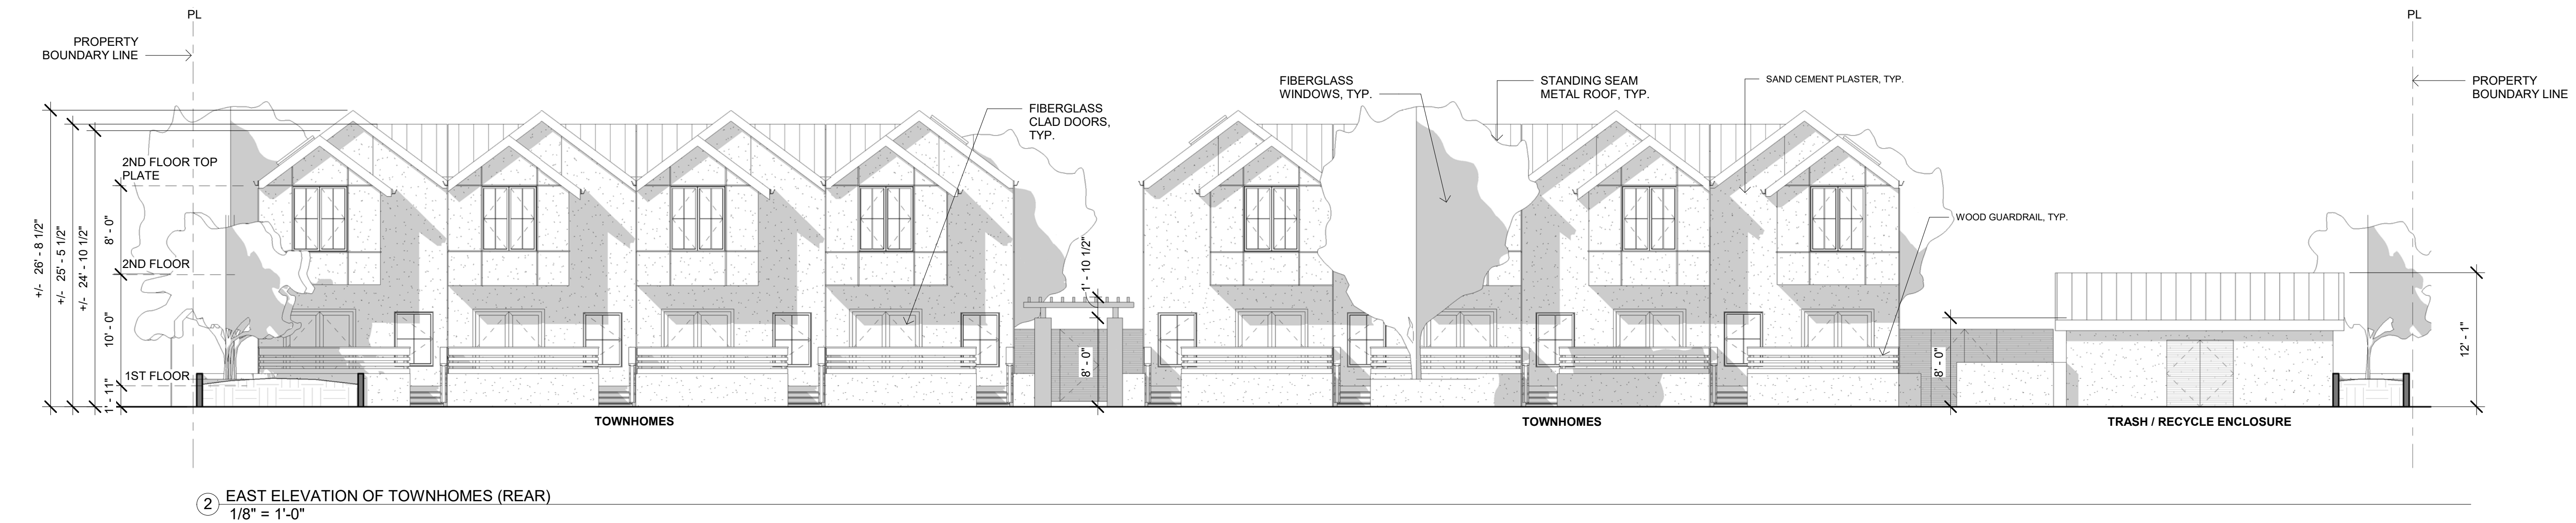 PL
PL
PROPERTY
BOUNDARY LINE
FIBERGLASS
WINDOWS, TYP.
STANDING SEAM
METAL ROOF, TYP.
SAND CEMENT PLASTER, TYP.
PROPERTY
BOUNDARY LINE
FIBERGLASS
CLAD DOORS,
TYP.
2ND FLOOR TOP
PLATE
+/- 26' - 8 1/2"
+/- 25' - 5 1/2"
+/- 24' - 10 1/2"
8' - 0"
WOOD GUARDRAIL, TYP.
2ND FLOOR
1' - 10 1/2"
10' - 0"
8' - 0"
8' - 0"
12' - 1"
1ST FLOOR
1' - 11"
TOWNHOMES
TOWNHOMES
TRASH / RECYCLE ENCLOSURE
2
EAST ELEVATION OF TOWNHOMES (REAR)
1/8" = 1'-0"